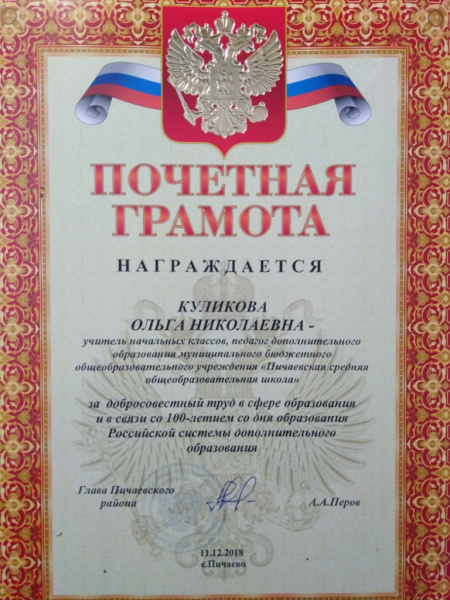 ПОЧЕТНАЯ
ГРАМОТА
НАГРАЖДАЕТСЯ
КУЛИКОВА
ОЛЬГА НИКОЛАЕВНА -
учитель начальных классов, педагог дополнительного
образования муниципального бюджетного
общеобразовательного учреждения «Пичаевская средняя
общеобразовательная школа»
за добросовестный труд в сфере образования
и в связи со 100-летием со дня образования
Российской системы дополнительного
образования
Глава Пичаевского
района
А.А.Перов
11.12.2018
с.Пичаево